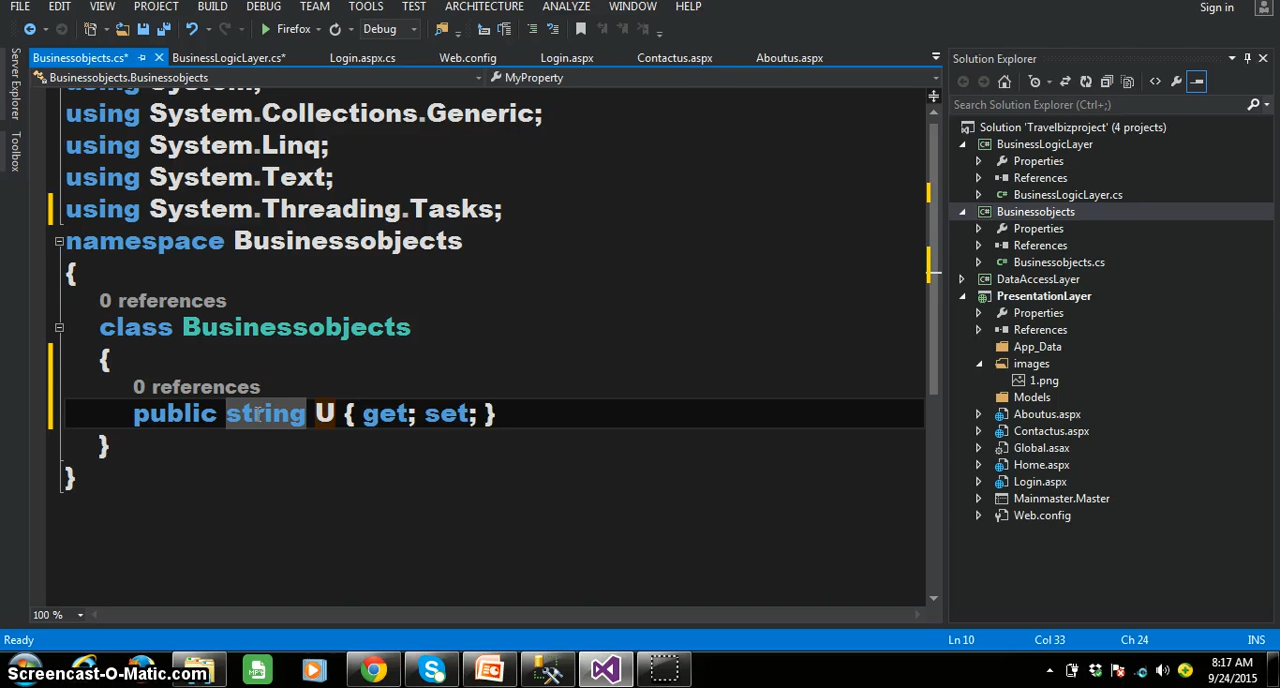 FILE EDIT VIEW PROJECT BUILD DEBUG TEAM TOOLS TEST ARCHITECTURE ANALYZE WINDOW HELP Sign in
Firefox Debug
Businessobjects.cs* BusinessLogicLayer.cs* Login.aspx.cs Web.config Login.aspx Contactus.aspx Aboutus.aspx Solution Explorer
Businessobjects.Businessobjects MyProperty
Server Explorer
Toolbox
Search Solution Explorer (Ctrl+;)
using System;
using System.Collections.Generic;
using System.Linq;
using System.Text;
using System.Threading.Tasks;
namespace Businessobjects
{
0 references
class Businessobjects
{
0 references
public string U { get; set; }
}
}
Solution 'Travelbizproject' (4 projects)
BusinessLogicLayer
Properties
References
BusinessLogicLayer.cs
Businessobjects
Properties
References
Businessobjects.cs
DataAccessLayer
PresentationLayer
Properties
References
App_Data
images
1.png
Models
Aboutus.aspx
Contactus.aspx
Global.asax
Home.aspx
Login.aspx
Mainmaster.Master
Web.config
100 %
Ready Ln 10 Col 33 Ch 24 INS
Screencast-O-Matic.com
8:17 AM
9/24/2015